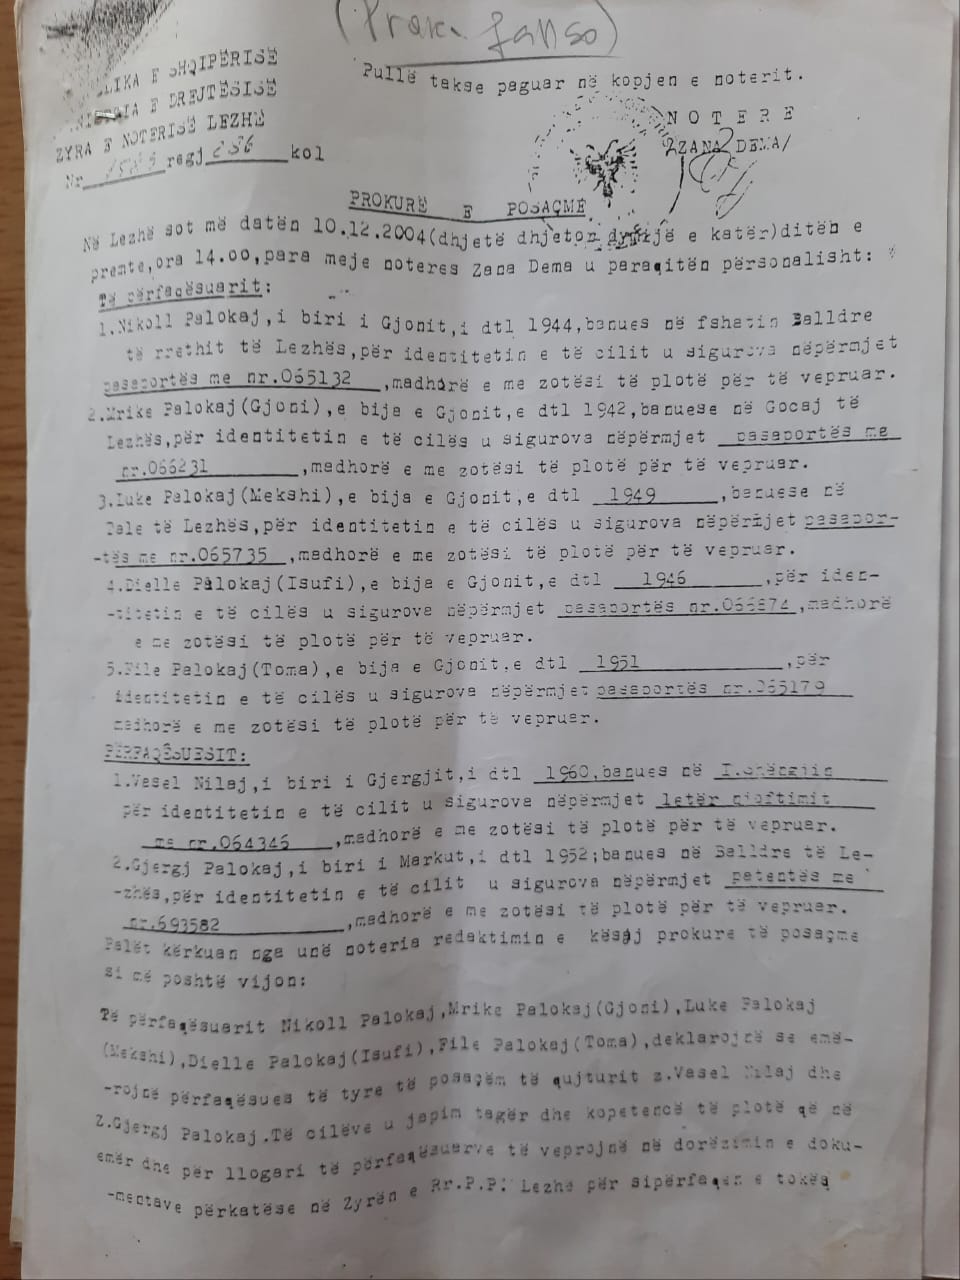 (Prok.
Pullë takse paguar në kopjen e noterit.
E SHQIPËRISË
E DREJTËSISË
ZYRA E NOTERISË LEZHË
Nr. regj 286 kol
N O T E R E
ZANA DEMA/
PROKURË E POSAÇME
Në Lezhë sot më datën 10.12.2004(dhjetë dhjetor dymijë e katër)ditën e
premte,ora 14.00,para meje noteres Zana Dema u paraqitën përsonalisht:
Të përfaqësuarit:
1.Nikoll Palokaj,i biri i Gjonit,i dtl 1944,banues në fshatin Balldre
të rrethit të Lezhës,për identitetin e të cilit u sigurova nëpërmjet
pasaportës me nr.065132 ,madhorë e me zotësi të plotë për të vepruar.
2.Mrike Palokaj(Gjoni),e bija e Gjonit,e dtl 1942,banuese në Gocaj të
Lezhës,për identitetin e të cilës u sigurova nëpërmjet pasaportës me
nr.066231 ,madhorë e me zotësi të plotë për të vepruar.
3.Luke Palokaj(Mekshi),e bija e Gjonit,e dtl 1949 ,banuese në
Tale të Lezhës,për identitetin e të cilës u sigurova nëpërmjet pasapor-
-tës me nr.065735 ,madhorë e me zotësi të plotë për të vepruar.
4.Dielle Palokaj(Isufi),e bija e Gjonit,e dtl 1946 ,për iden-
-titetin e të cilës u sigurova nëpërmjet pasaportës nr.066874,madhorë
e me zotësi të plotë për të vepruar.
5.File Palokaj(Toma),e bija e Gjonit,e dtl 1951 ,për
identitetin e të cilës u sigurova nëpërmjet pasaportës nr.065179
madhorë e me zotësi të plotë për të vepruar.
PËRFAQËSUESIT:
1.Vasel Nilaj,i biri i Gjergjit,i dtl 1960,banues në I.Shëngjin
për identitetin e të cilit u sigurova nëpërmjet letër njoftimit
me nr.064346 ,madhorë e me zotësi të plotë për të vepruar.
2.Gjergj Palokaj,i biri i Markut,i dtl 1952;banues në Balldre të Le-
-zhës,për identitetin e të cilit u sigurova nëpërmjet patentës me
nr.693582 ,madhorë e me zotësi të plotë për të vepruar.
Palët kërkuan nga unë noteria redaktimin e kësaj prokure të posaçme
si më poshtë vijon:
Të përfaqësuarit Nikoll Palokaj,Mrike Palokaj(Gjoni),Luke Palokaj
(Mekshi),Dielle Palokaj(Isufi),File Palokaj(Toma),deklarojnë se emë-
-rojnë përfaqësues të tyre të posaçëm të qujturit z.Vasel Nilaj dhe
Z.Gjergj Palokaj.Të cilëve u japim tagër dhe kopetencë të plotë që në
emër dhe për llogari të përfaqësuarve të veprojnë në dorëzimin e doku-
-mentave përkatëse në Zyrën e Rr.P.P. Lezhe për sipërfaqen e tokës